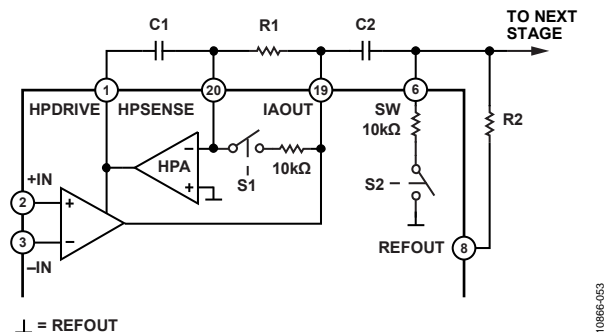 TO NEXT
STAGE
C1
R1
C2
1
20
19
6
HPDRIVE
HPSENSE
IAOUT
SW
10kΩ
R2
HPA
–
+
10kΩ
S1
S2
+IN
2
+
3
–
–IN
REFOUT
8
= REFOUT
10866-053